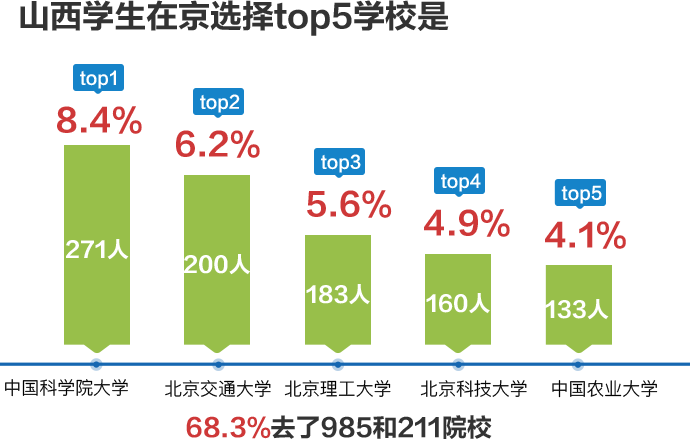 山西学生在京选择top5学校是
top1
8.4%
271人
top2
6.2%
200人
top3
5.6%
183人
top4
4.9%
160人
top5
4.1%
133人
中国科学院大学
北京交通大学
北京理工大学
北京科技大学
中国农业大学
68.3%去了985和211院校